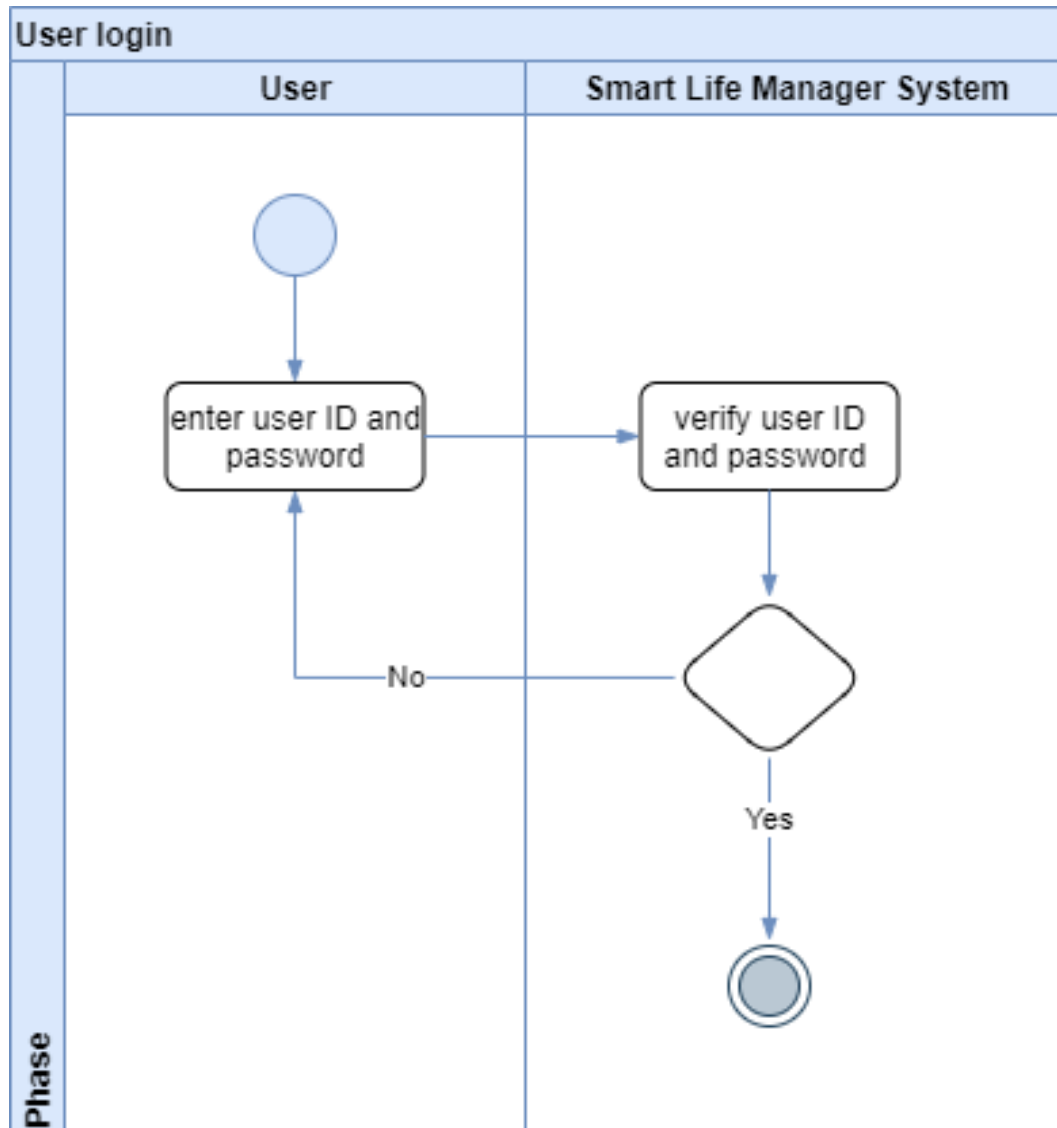 User login
User
Smart Life Manager System
enter user ID and
password
verify user ID
and password
No
Yes
Phase